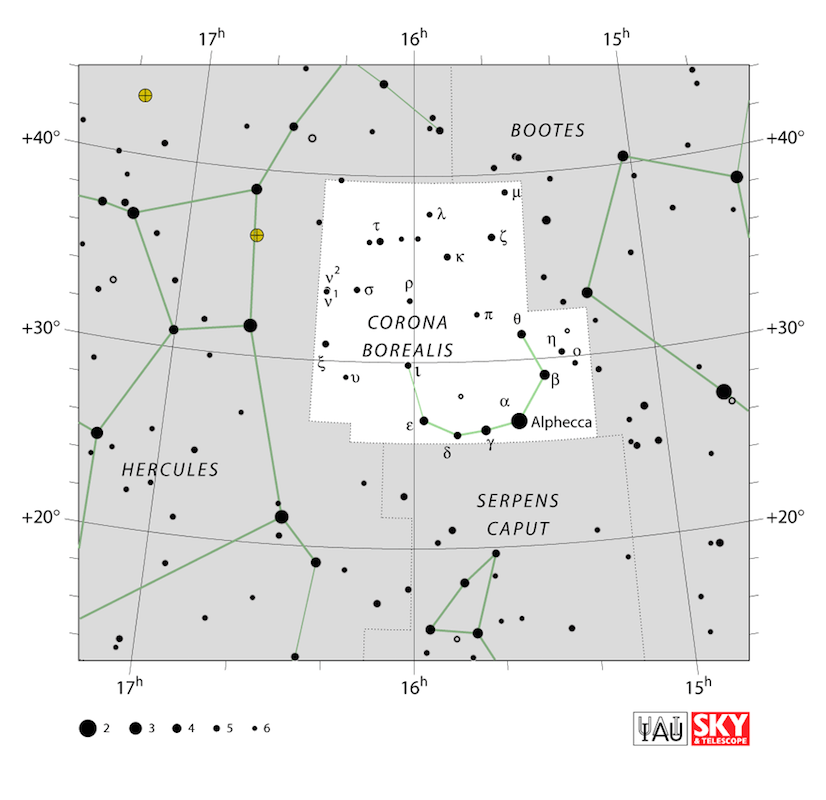 17h 16h 15h
+40° BOOTES +40°
μ
λ
τ ζ
κ
ν2 σ ρ
ν1
π θ
+30° CORONA η +30°
BOREALIS ο
ξ υ ι β
α
ε Alphecca
γ
δ
HERCULES
SERPENS
+20° CAPUT +20°
17h 16h 15h
2 3 4 5 6
IAU UAI SKY
& TELESCOPE